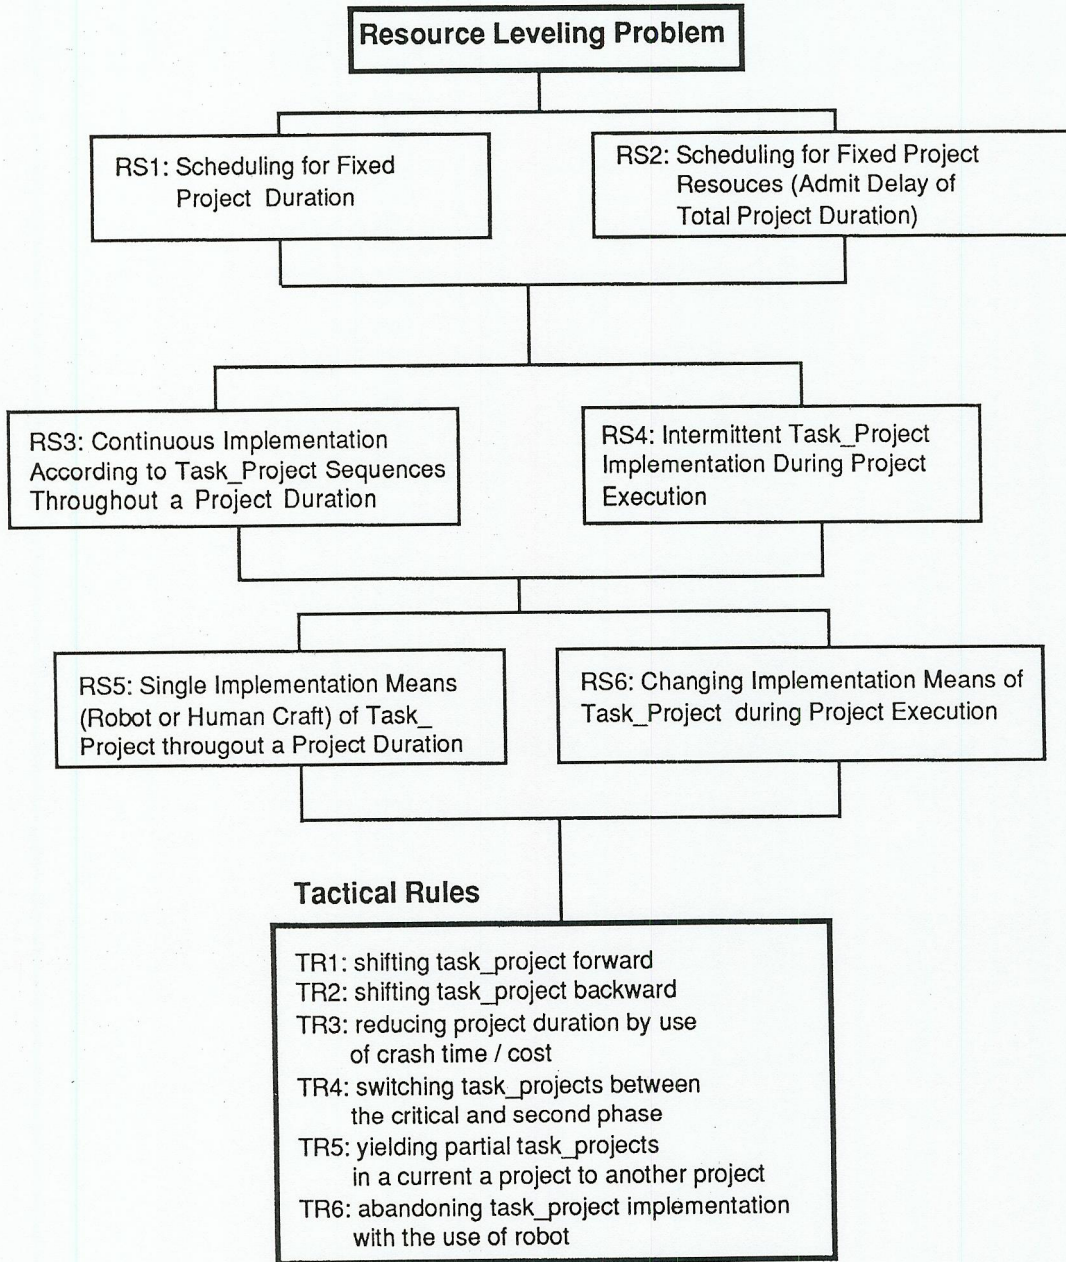 Resource Leveling Problem
RS1: Scheduling for Fixed
Project Duration
RS2: Scheduling for Fixed Project
Resouces (Admit Delay of
Total Project Duration)
RS3: Continuous Implementation
According to Task_Project Sequences
Throughout a Project Duration
RS4: Intermittent Task_Project
Implementation During Project
Execution
RS5: Single Implementation Means
(Robot or Human Craft) of Task_
Project througout a Project Duration
RS6: Changing Implementation Means of
Task_Project during Project Execution
Tactical Rules
TR1: shifting task_project forward
TR2: shifting task_project backward
TR3: reducing project duration by use
of crash time / cost
TR4: switching task_projects between
the critical and second phase
TR5: yielding partial task_projects
in a current a project to another project
TR6: abandoning task_project implementation
with the use of robot